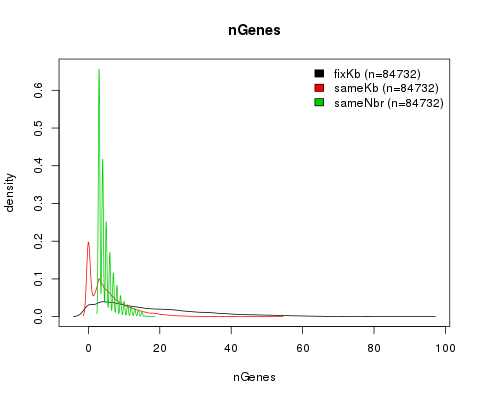 nGenes
fixKb (n=84732)
sameKb (n=84732)
sameNbr (n=84732)
density
0.6
0.5
0.4
0.3
0.2
0.1
0.0
0 20 40 60 80 100
nGenes